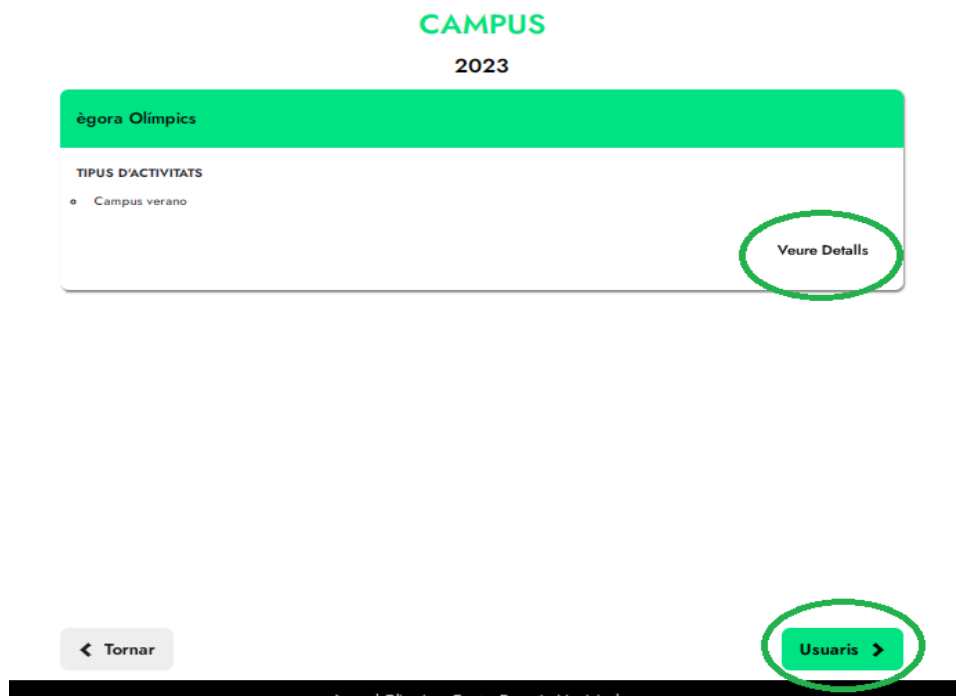 CAMPUS
2023
ègora Olímpics
TIPUS D'ACTIVITATS
Campus verano
Veure Detalls
Tornar
Usuaris